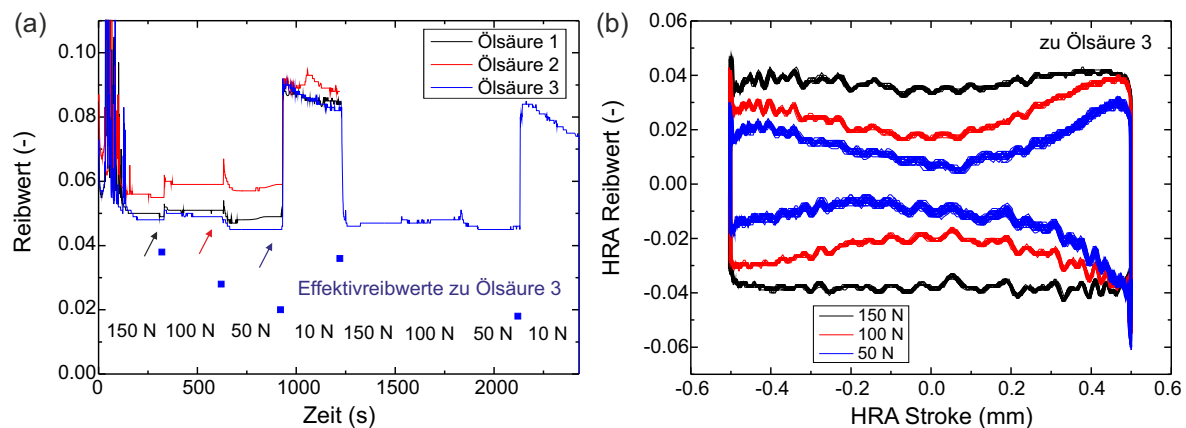 (a)
Reibwert (-)
0.10
0.08
0.06
0.04
0.02
0.00
Ölsäure 1
Ölsäure 2
Ölsäure 3
Effektivreibwerte zu Ölsäure 3
150 N 100 N 50 N 10 N 150 N 100 N 50 N 10 N
0 500 1000 1500 2000
Zeit (s)
(b)
HRA Reibwert (-)
0.06
0.04
0.02
0.00
-0.02
-0.04
-0.06
zu Ölsäure 3
150 N
100 N
50 N
-0.6 -0.4 -0.2 0.0 0.2 0.4 0.6
HRA Stroke (mm)